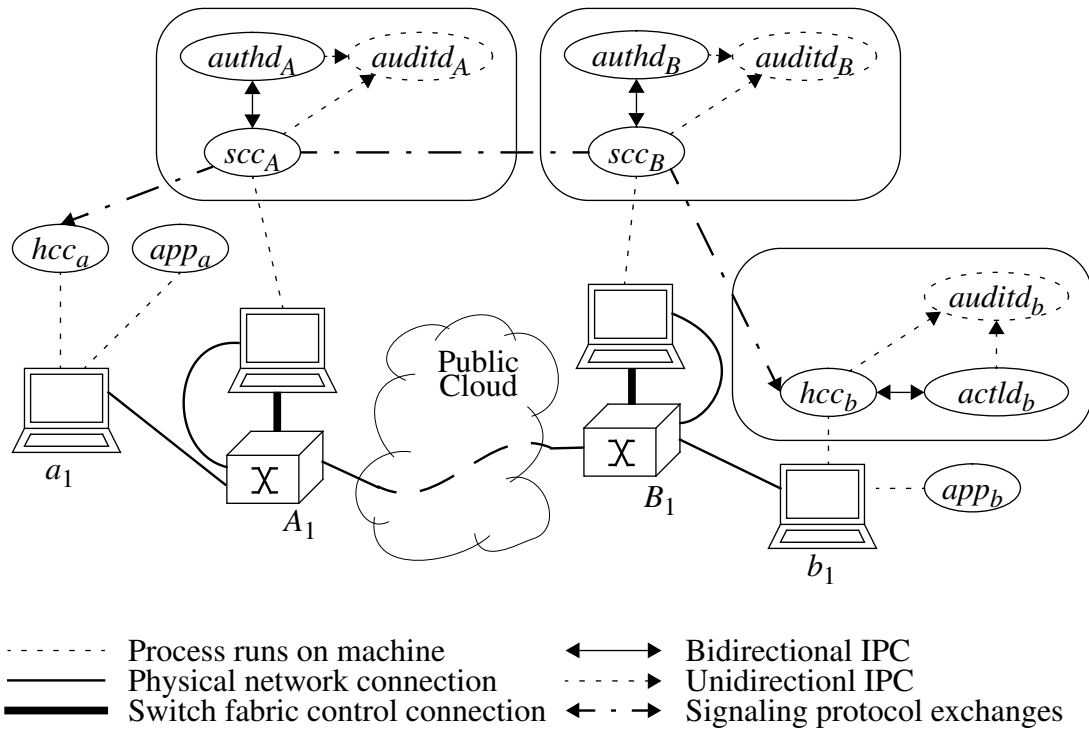 authd_A
auditd_A
authd_B
auditd_B
scc_A
scc_B
hcc_a
app_a
auditd_b
Public
Cloud
hcc_b
actld_b
a_1
A_1
B_1
app_b
b_1
Process runs on machine
Bidirectional IPC
Physical network connection
Unidirectionl IPC
Switch fabric control connection
Signaling protocol exchanges